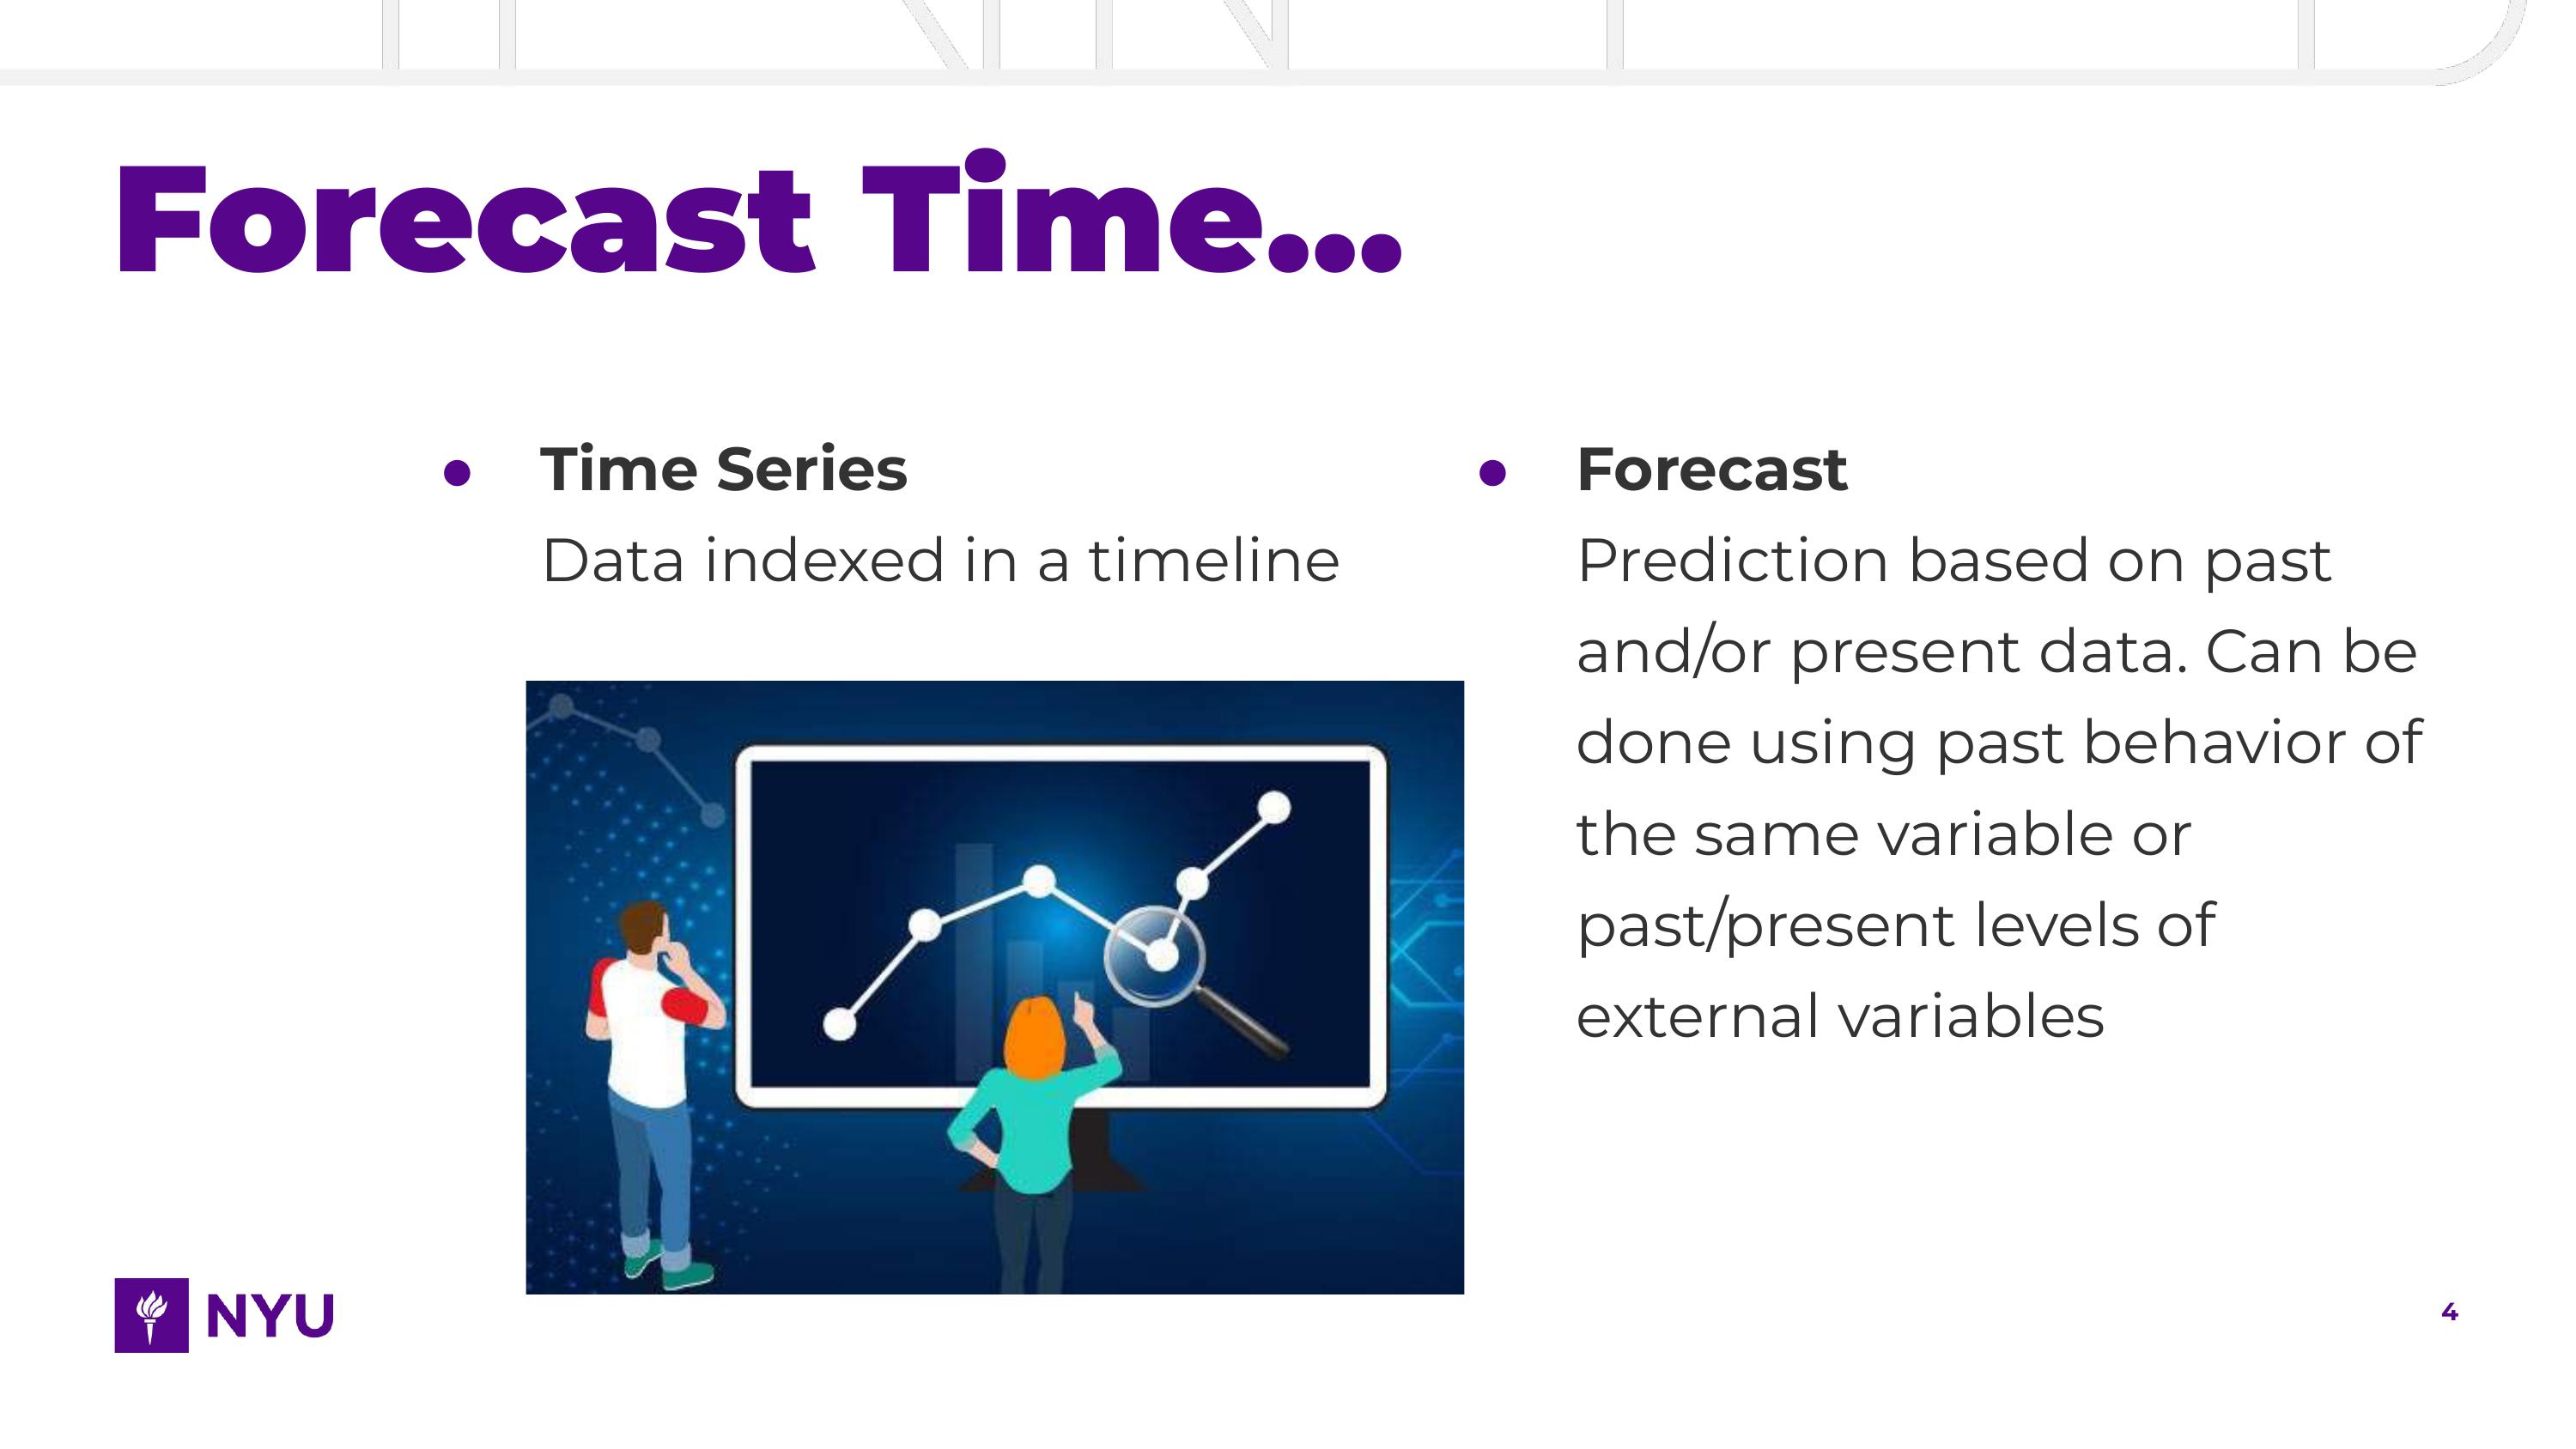 Forecast Time...
Time Series
Data indexed in a timeline
Forecast
Prediction based on past
and/or present data. Can be
done using past behavior of
the same variable or
past/present levels of
external variables
NYU
4